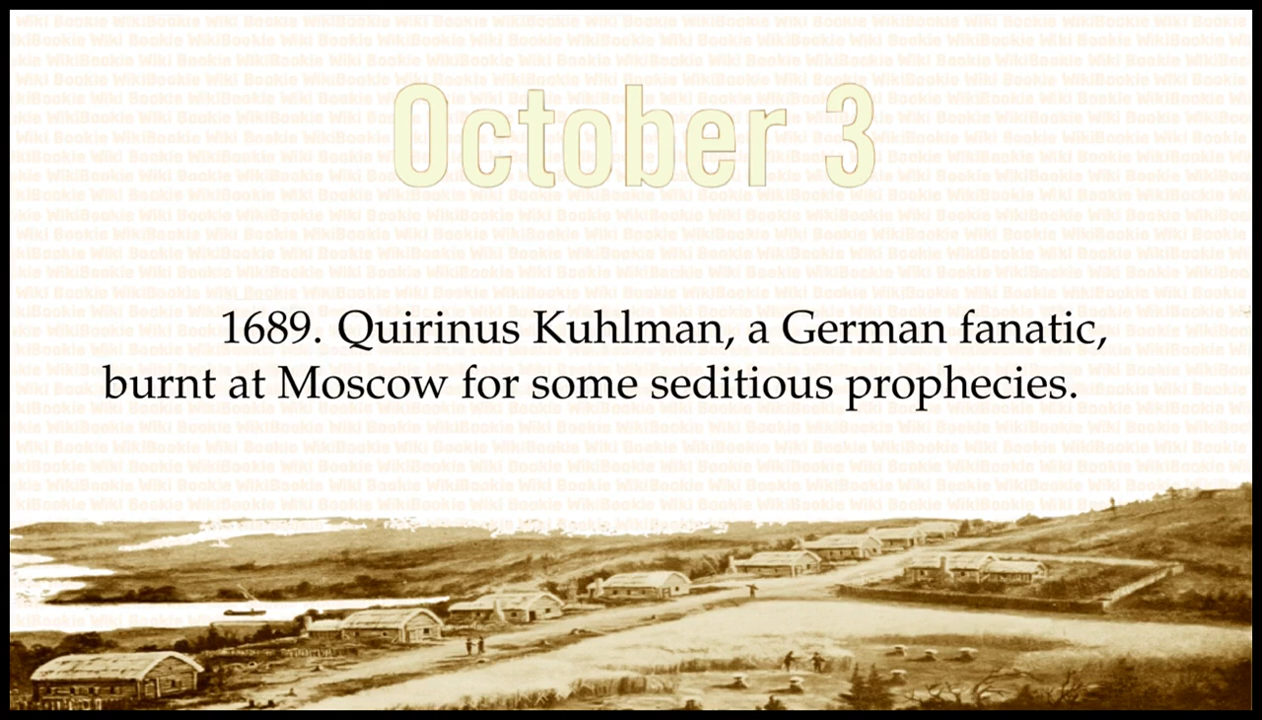 October 3
1689. Quirinus Kuhlman, a German fanatic,
burnt at Moscow for some seditious prophecies.